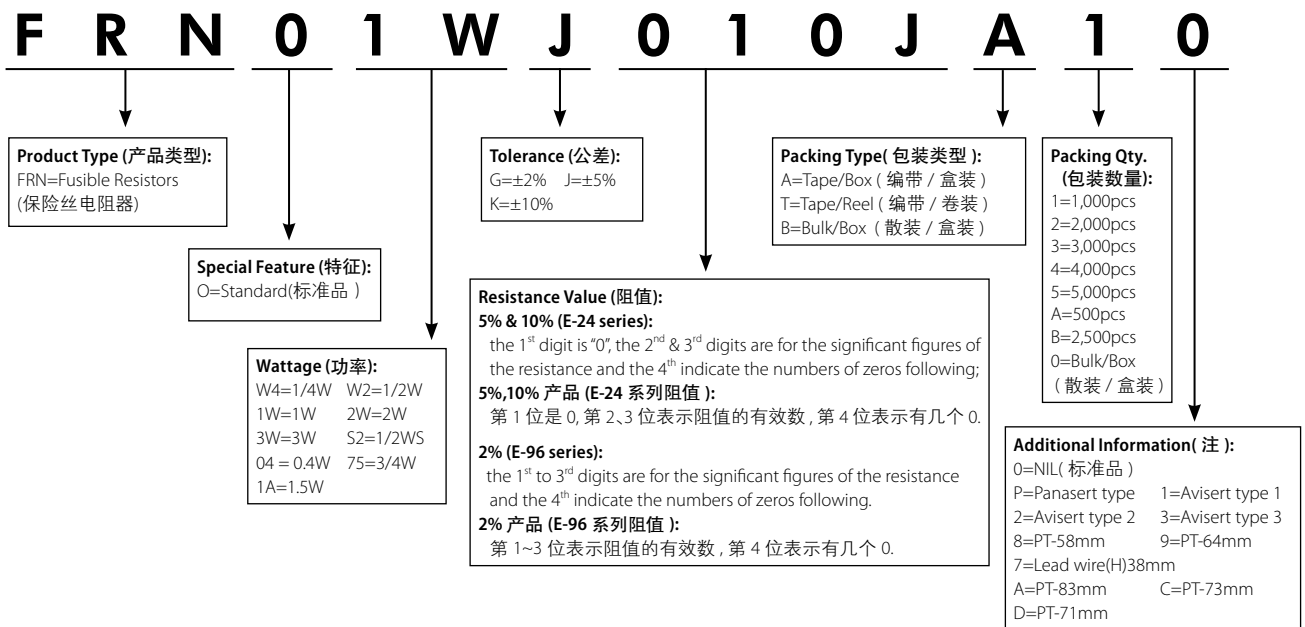 F R N 0 1 W J 0 1 0 J A 1 0
Product Type (产品类型):
FRN=Fusible Resistors
(保险丝电阻器)
Special Feature (特征):
O=Standard(标准品 )
Wattage (功率):
W4=1/4W W2=1/2W
1W=1W 2W=2W
3W=3W S2=1/2WS
04 = 0.4W 75=3/4W
1A=1.5W
Tolerance (公差):
G=±2% J=±5%
K=±10%
Resistance Value (阻值):
5% & 10% (E-24 series):
the 1st digit is "0", the 2nd & 3rd digits are for the significant figures of
the resistance and the 4th indicate the numbers of zeros following;
5%,10% 产品 (E-24 系列阻值 ):
第 1 位是 0, 第 2、3 位表示阻值的有效数 , 第 4 位表示有几个 0.
2% (E-96 series):
the 1st to 3rd digits are for the significant figures of the resistance
and the 4th indicate the numbers of zeros following.
2% 产品 (E-96 系列阻值 ):
第 1~3 位表示阻值的有效数 , 第 4 位表示有几个 0.
Packing Type( 包装类型 ):
A=Tape/Box ( 编带 / 盒装 )
T=Tape/Reel ( 编带 / 卷装 )
B=Bulk/Box ( 散装 / 盒装 )
Packing Qty.
(包装数量):
1=1,000pcs
2=2,000pcs
3=3,000pcs
4=4,000pcs
5=5,000pcs
A=500pcs
B=2,500pcs
0=Bulk/Box
( 散装 / 盒装 )
Additional Information( 注 ):
0=NIL( 标准品 )
P=Panasert type 1=Avisert type 1
2=Avisert type 2 3=Avisert type 3
8=PT-58mm 9=PT-64mm
7=Lead wire(H)38mm
A=PT-83mm C=PT-73mm
D=PT-71mm